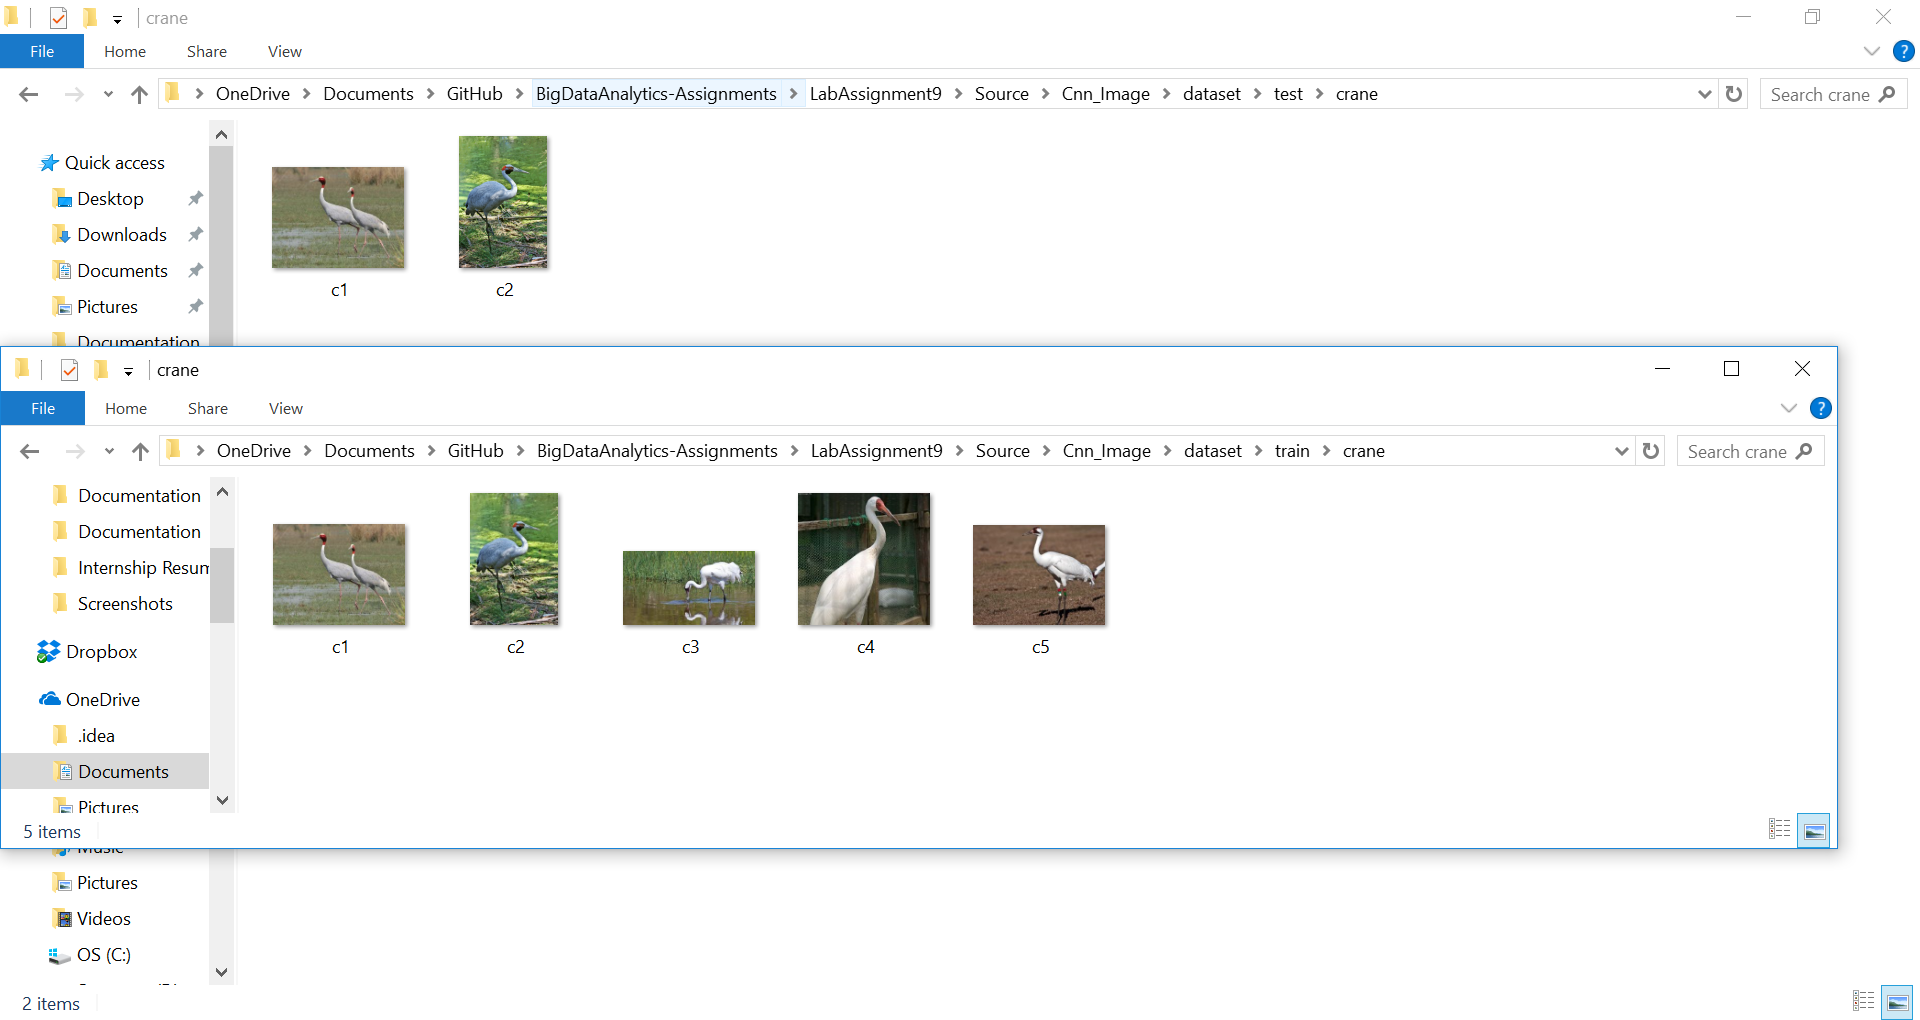 crane
File Home Share View
OneDrive Documents GitHub BigDataAnalytics-Assignments LabAssignment9 Source Cnn_Image dataset test crane
Search crane
Quick access
Desktop
Downloads
Documents
Pictures
Documentation
c1 c2
crane
File Home Share View
OneDrive Documents GitHub BigDataAnalytics-Assignments LabAssignment9 Source Cnn_Image dataset train crane
Search crane
Documentation
Documentation
Internship Resum
Screenshots
Dropbox
OneDrive
.idea
Documents
Pictures
c1 c2 c3 c4 c5
5 items
Music
Pictures
Videos
OS (C:)
2 items